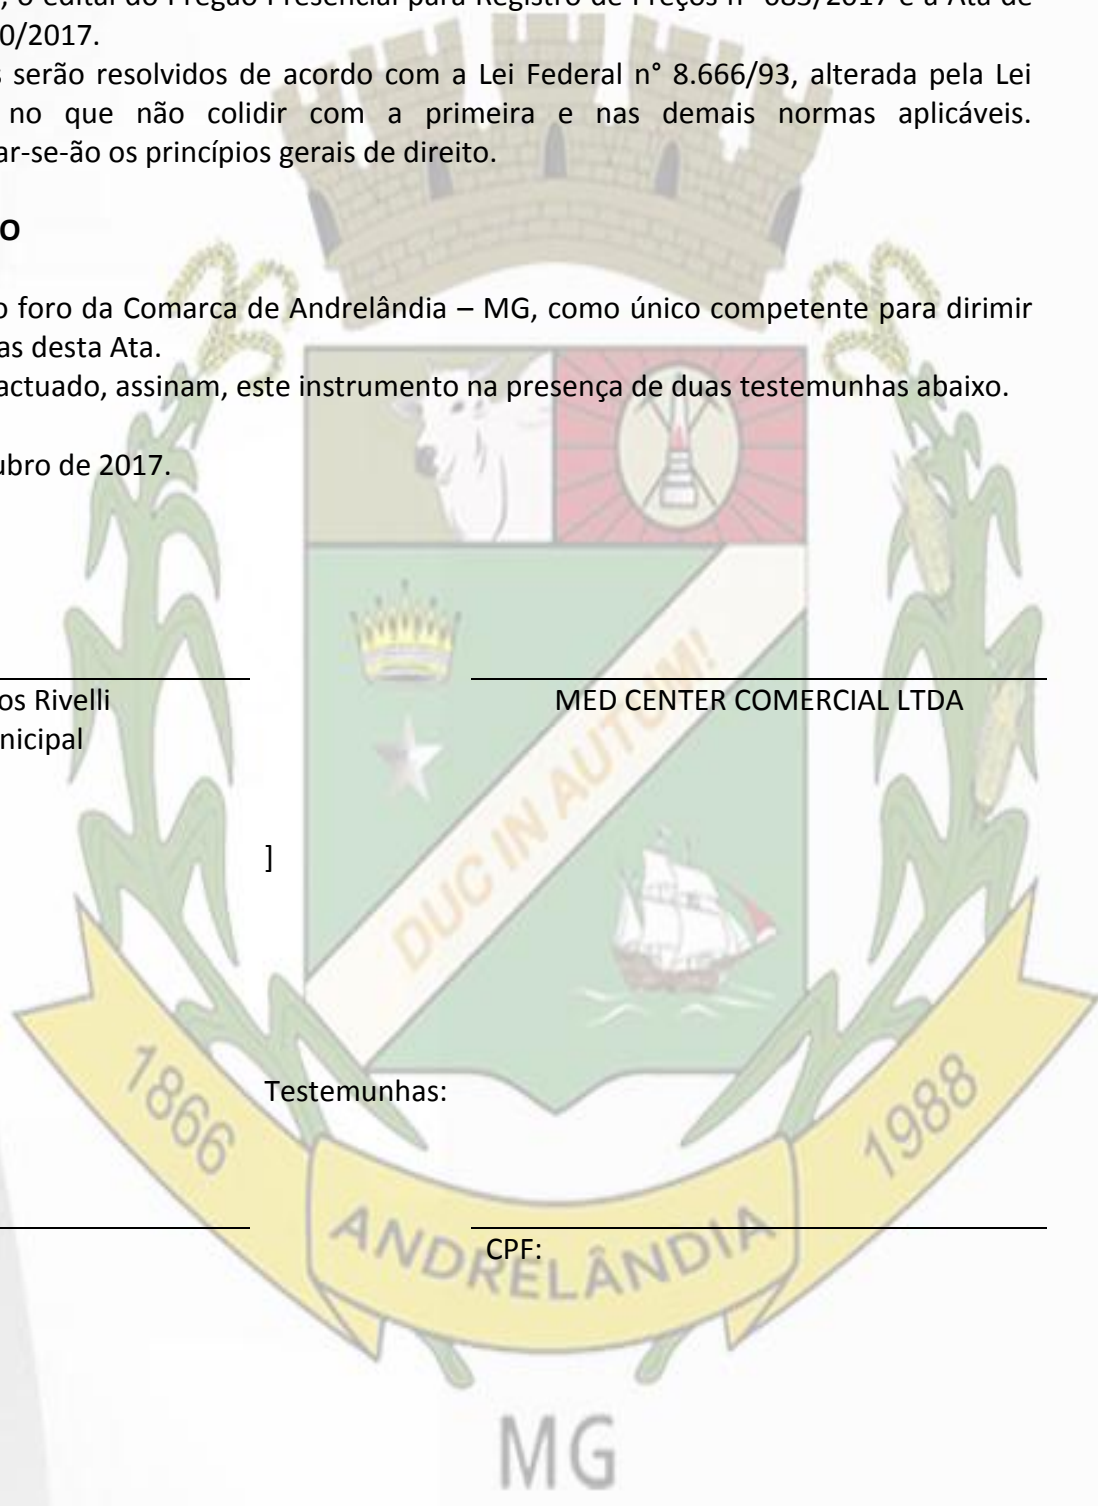 , o edital do Pregão Presencial para Registro de Preços n° 083/2017 e a Ata de
0/2017.
s serão resolvidos de acordo com a Lei Federal n° 8.666/93, alterada pela Lei
no que não colidir com a primeira e nas demais normas aplicáveis.
ar-se-ão os princípios gerais de direito.
O
o foro da Comarca de Andrelândia – MG, como único competente para dirimir
as desta Ata.
actuado, assinam, este instrumento na presença de duas testemunhas abaixo.
ubro de 2017.
os Rivelli
MED CENTER COMERCIAL LTDA
nicipal
]
DUC IN AUTUM!
Testemunhas:
1866
1988
CPF:
ANDRELÂNDIA
MG